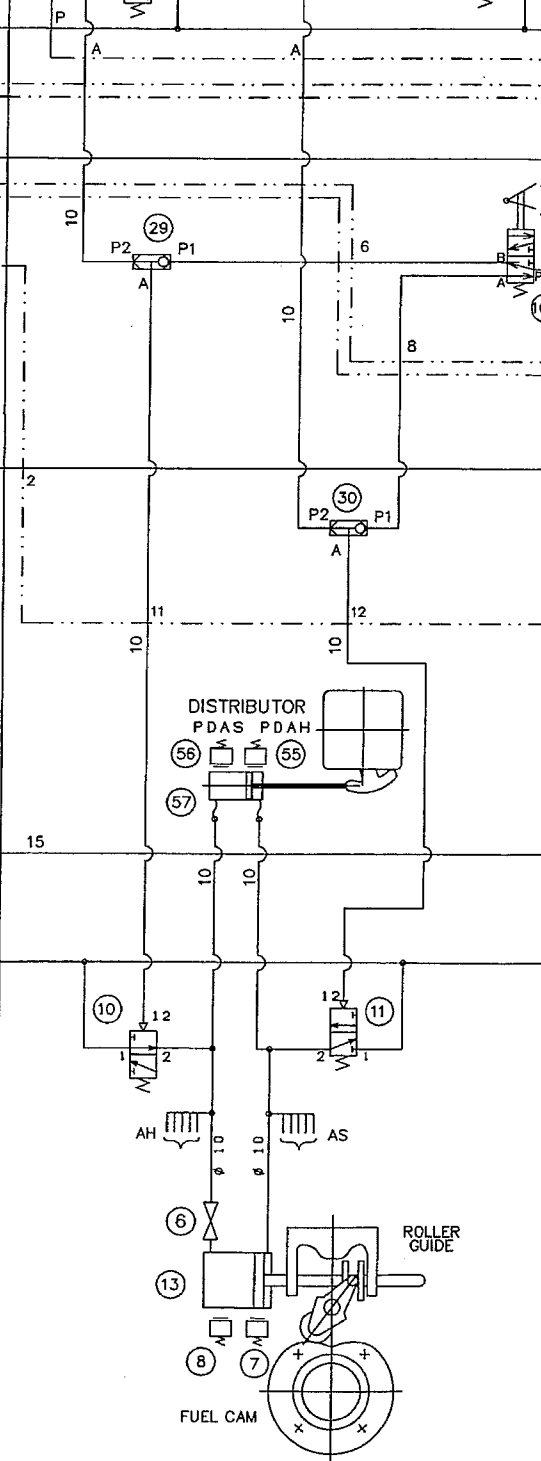 P
A
A
10
29
P2
P1
6
B
A
P
A
10
8
2
30
P2
P1
A
11
12
10
10
DISTRIBUTOR
PDAS PDAH
56
55
57
15
10
10
10
12
12
11
1
2
2
1
AH
AS
ø 10
ø 10
6
ROLLER
GUIDE
13
8
7
FUEL CAM